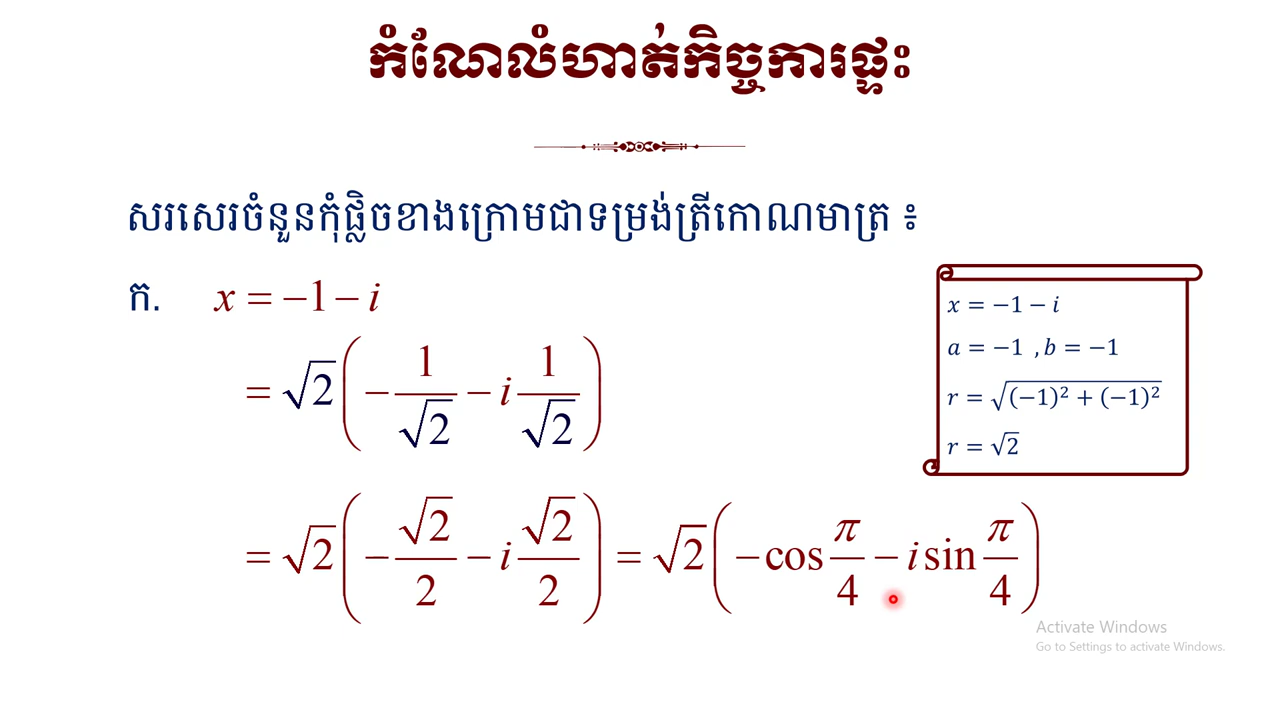 កំណែលំហាត់កិច្ចការផ្ទះ
សរសេរចំនួនកុំផ្លិចខាងក្រោមជាទម្រង់ត្រីកោណមាត្រ ៖
ក. x = −1 − i
= √2(−1/√2 − i 1/√2)
= √2(−√2/2 − i √2/2) = √2(−cos π/4 − i sin π/4)
x = −1 − i
a = −1 , b = −1
r = √((−1)² + (−1)²)
r = √2
Activate Windows
Go to Settings to activate Windows.